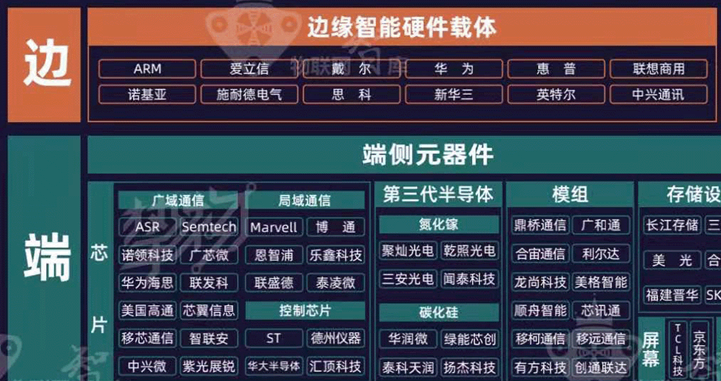 边
边缘智能硬件载体
ARM 爱立信 戴 尔 华 为 惠 普 联想商用
诺基亚 施耐德电气 思 科 新华三 英特尔 中兴通讯
端
端侧元器件
芯片
广域通信 局域通信
ASR Semtech Marvell 博 通
诺领科技 广芯微 恩智浦 乐鑫科技
华为海思 联发科 联盛德 泰凌微
美国高通 芯翼信息 控制芯片
移芯通信 智联安 ST 德州仪器
中兴微 紫光展锐 华大半导体 汇顶科技
第三代半导体
氮化镓
聚灿光电 乾照光电
三安光电 闻泰科技
碳化硅
华润微 绿能芯创
泰科天润 扬杰科技
模组
鼎桥通信 广和通
合宙通信 利尔达
龙尚科技 美格智能
顺舟智能 芯讯通
移柯通信 移远通信
有方科技 创通联达
存储设
长江存储 三
美 光 合
福建晋华 SK
屏幕
TCL科技
京东方